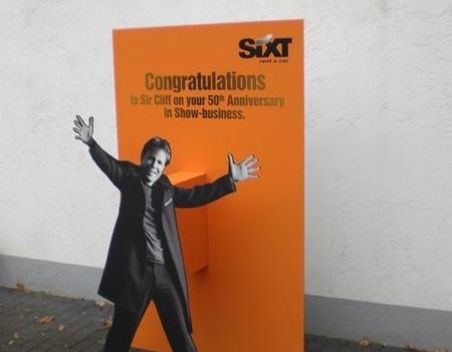 SIXT
rent a car
Congratulations
to Sir Cliff on your 50th Anniversary
in Show-business.